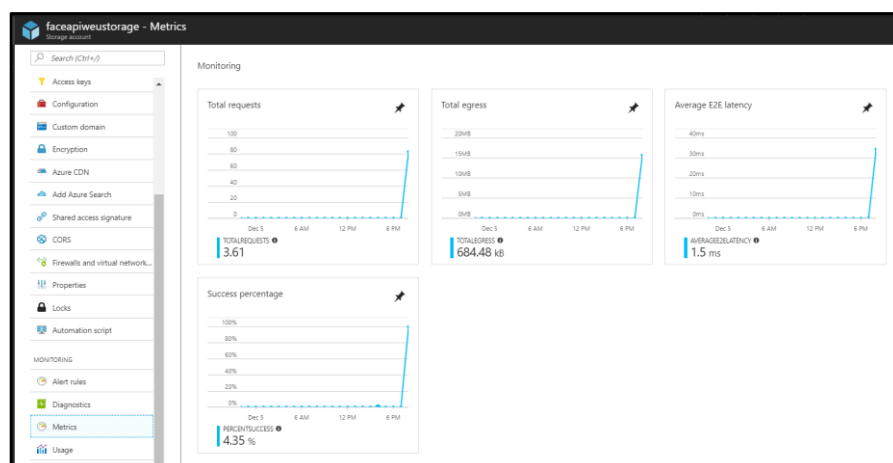 faceapiweustorage - Metrics
Storage account
Search (Ctrl+/)
Access keys
Configuration
Custom domain
Encryption
Azure CDN
Add Azure Search
Shared access signature
CORS
Firewalls and virtual network...
Properties
Locks
Automation script
MONITORING
Alert rules
Diagnostics
Metrics
Usage
Monitoring
Total requests
100
80
60
40
20
0
Dec 5 6 AM 12 PM 6 PM
TOTALREQUESTS
3.61
Total egress
20MB
15MB
10MB
5MB
0MB
Dec 5 6 AM 12 PM 6 PM
TOTALEGRESS
684.48 kB
Average E2E latency
40ms
30ms
20ms
10ms
0ms
Dec 5 6 AM 12 PM 6 PM
AVERAGEE2ELATENCY
1.5 ms
Success percentage
100%
80%
60%
40%
20%
0%
Dec 5 6 AM 12 PM 6 PM
PERCENTSUCCESS
4.35 %